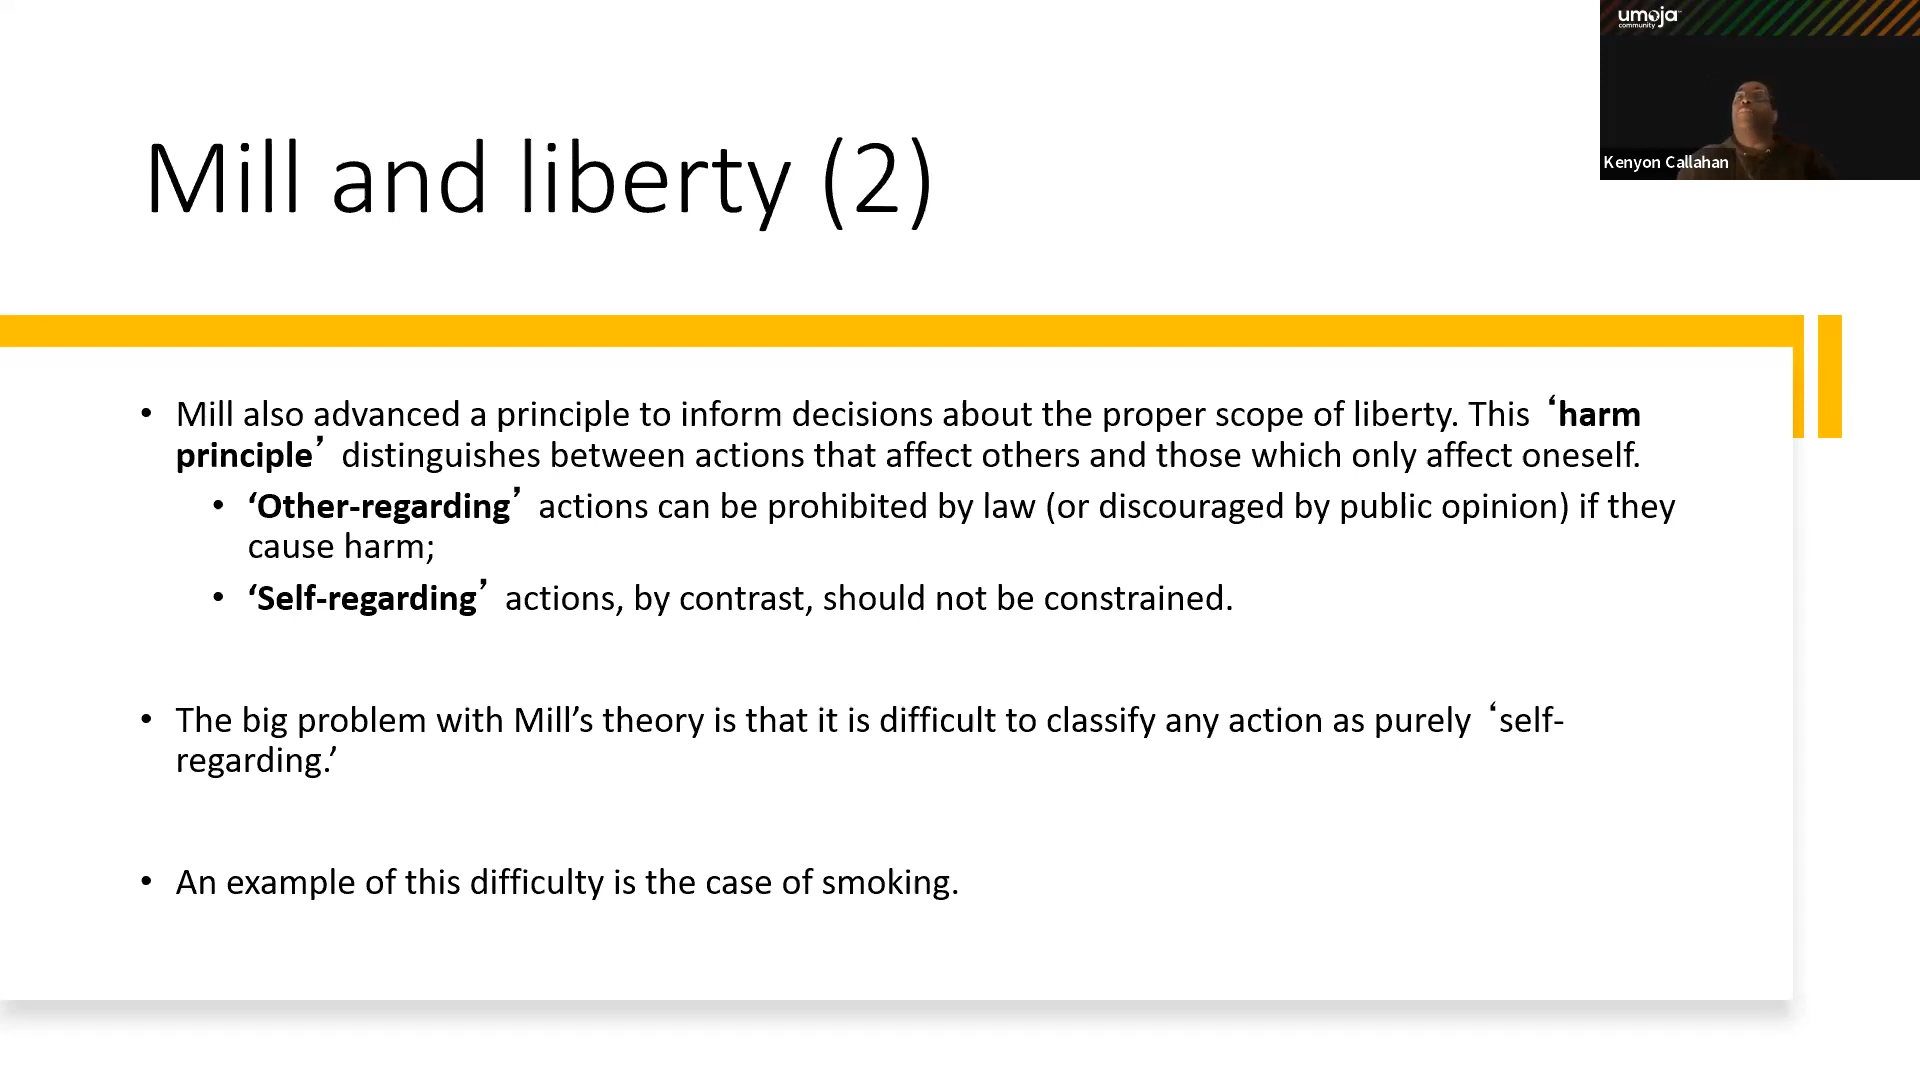 umoja
community
Kenyon Callahan
Mill and liberty (2)
• Mill also advanced a principle to inform decisions about the proper scope of liberty. This ‘harm
principle’ distinguishes between actions that affect others and those which only affect oneself.
• ‘Other-regarding’ actions can be prohibited by law (or discouraged by public opinion) if they
cause harm;
• ‘Self-regarding’ actions, by contrast, should not be constrained.
• The big problem with Mill’s theory is that it is difficult to classify any action as purely ‘self-
regarding.’
• An example of this difficulty is the case of smoking.